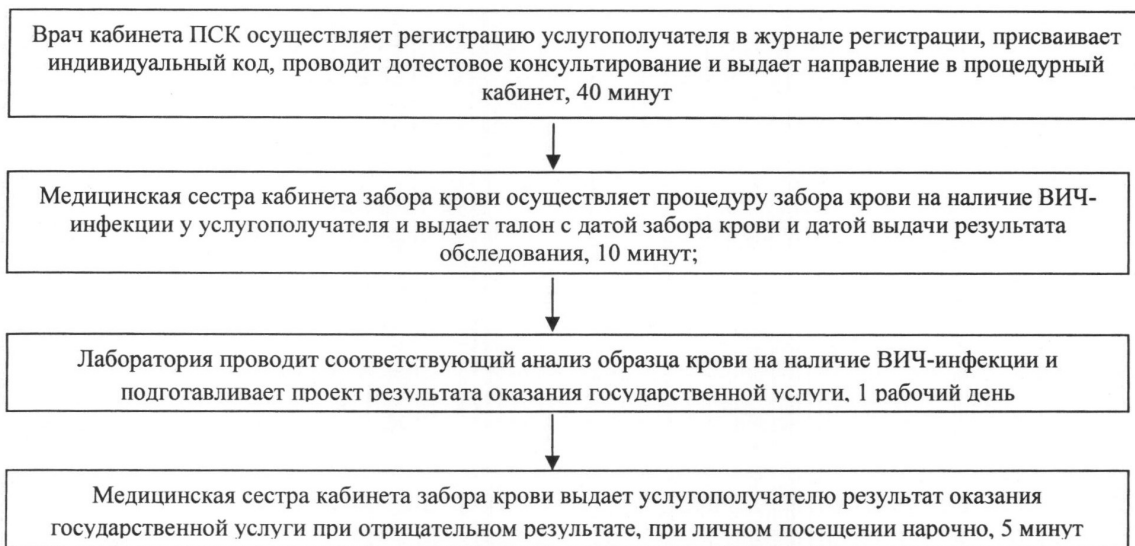 Врач кабинета ПСК осуществляет регистрацию услугополучателя в журнале регистрации, присваивает
индивидуальный код, проводит дотестовое консультирование и выдает направление в процедурный
кабинет, 40 минут
Медицинская сестра кабинета забора крови осуществляет процедуру забора крови на наличие ВИЧ-
инфекции у услугополучателя и выдает талон с датой забора крови и датой выдачи результата
обследования, 10 минут;
Лаборатория проводит соответствующий анализ образца крови на наличие ВИЧ-инфекции и
подготавливает проект результата оказания государственной услуги, 1 рабочий день
Медицинская сестра кабинета забора крови выдает услугополучателю результат оказания
государственной услуги при отрицательном результате, при личном посещении нарочно, 5 минут